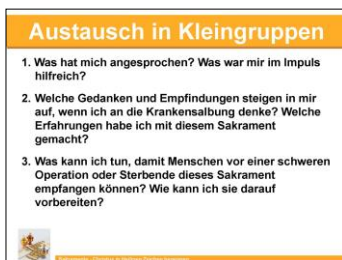 Austausch in Kleingruppen
1. Was hat mich angesprochen? Was war mir im Impuls
hilfreich?
2. Welche Gedanken und Empfindungen steigen in mir
auf, wenn ich an die Krankensalbung denke? Welche
Erfahrungen habe ich mit diesem Sakrament
gemacht?
3. Was kann ich tun, damit Menschen vor einer schweren
Operation oder Sterbende dieses Sakrament
empfangen können? Wie kann ich sie darauf
vorbereiten?